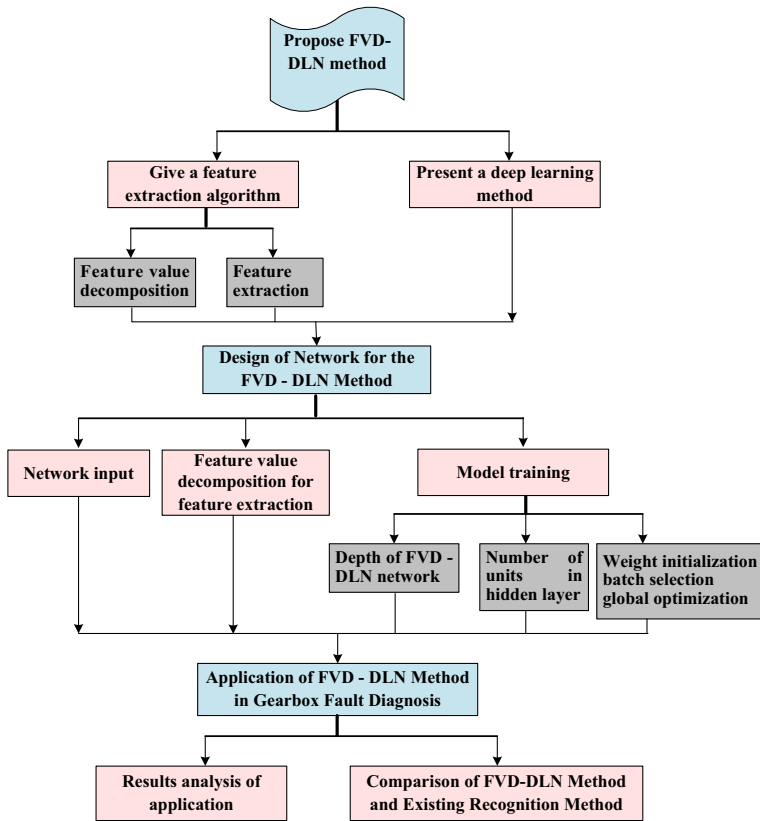 Propose FVD-
DLN method
Give a feature
extraction algorithm
Present a deep learning
method
Feature value
decomposition
Feature
extraction
Design of Network for the
FVD - DLN Method
Network input
Feature value
decomposition for
feature extraction
Model training
Depth of FVD -
DLN network
Number of
units in
hidden layer
Weight initialization
batch selection
global optimization
Application of FVD - DLN Method
in Gearbox Fault Diagnosis
Results analysis of
application
Comparison of FVD-DLN Method
and Existing Recognition Method